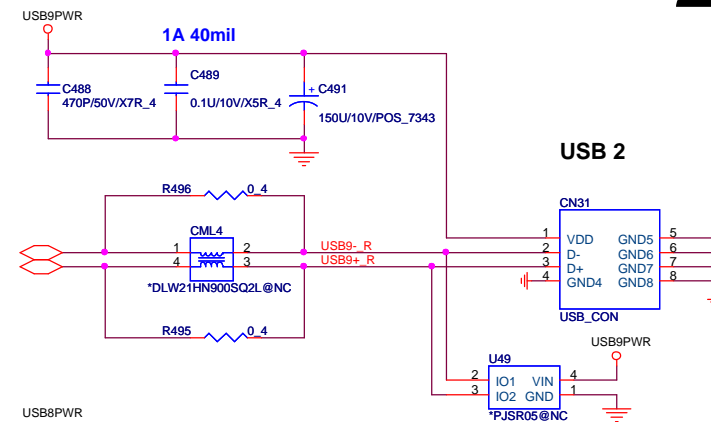 USB9PWR
1A 40mil
C488
470P/50V/X7R_4
C489
0.1U/10V/X5R_4
+ C491
150U/10V/POS_7343
USB 2
R496 0_4
CML4
1 2
4 3
USB9-_R
USB9+_R
*DLW21HN900SQ2L@NC
R495 0_4
CN31
1 VDD GND5 5
2 D- GND6 6
3 D+ GND7 7
4 GND4 GND8 8
USB_CON
USB9PWR
U49
2 IO1 VIN 4
3 IO2 GND 1
*PJSR05@NC
USB8PWR